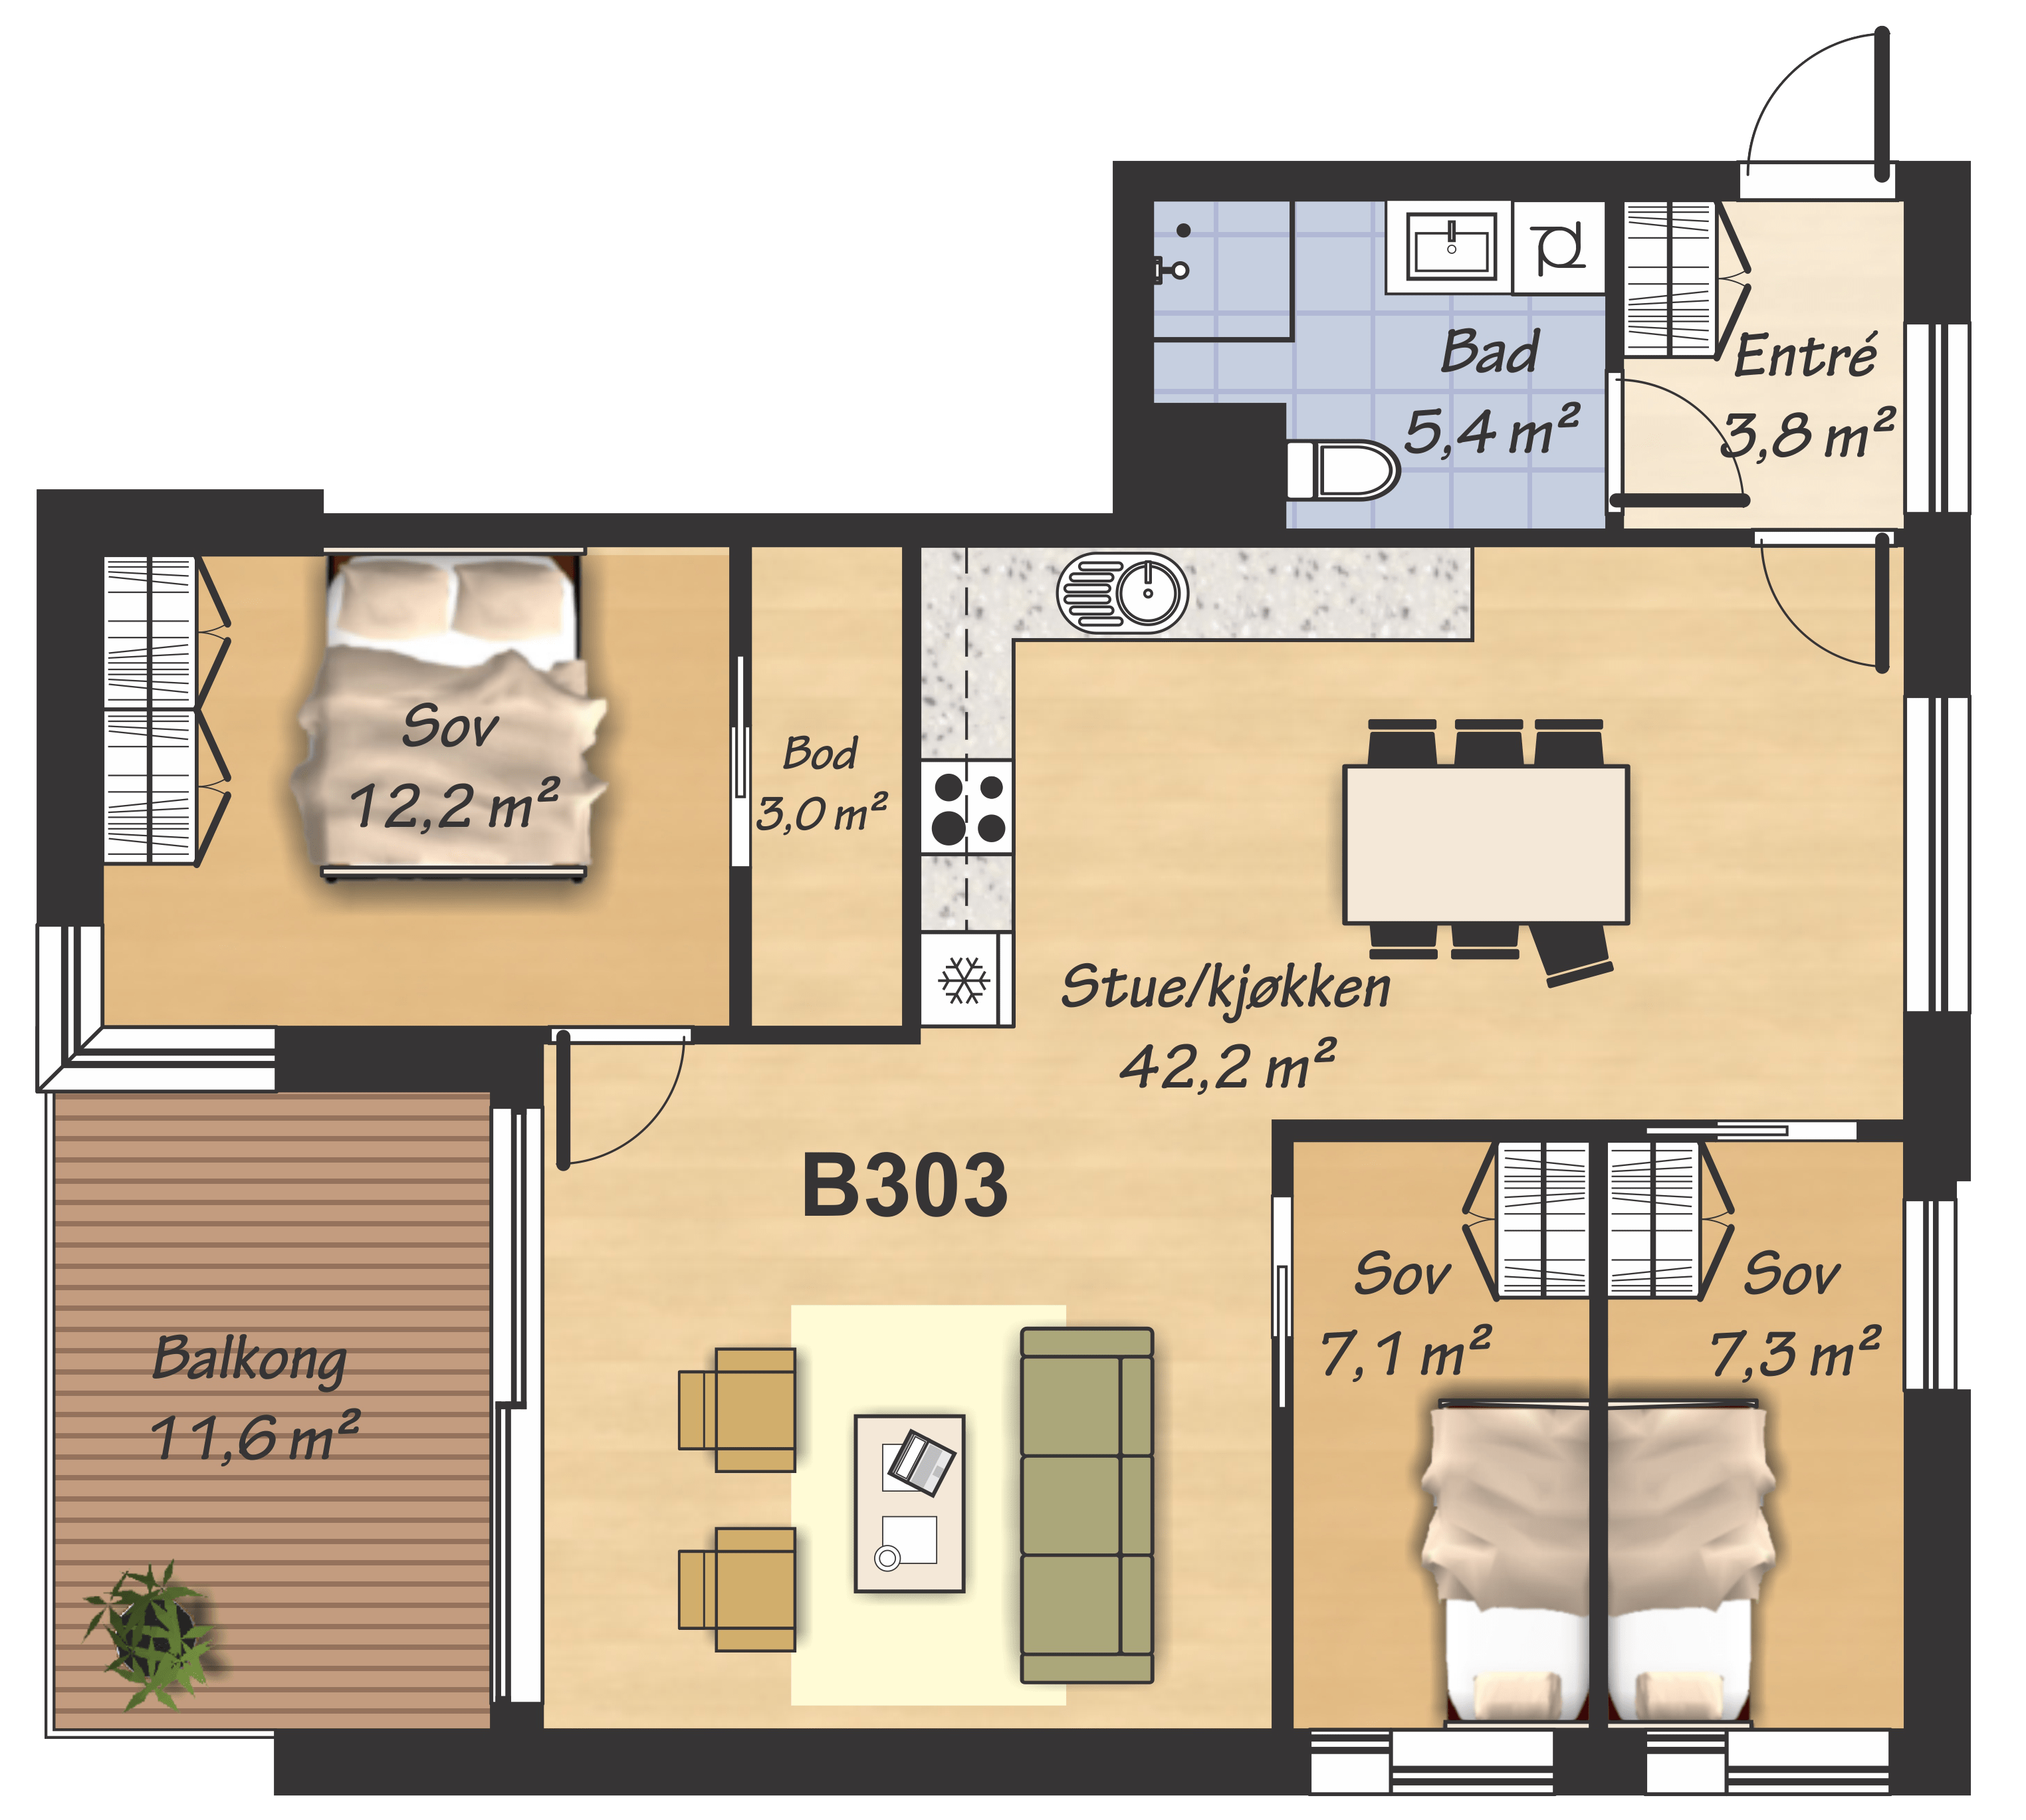 Bad
5,4 m²
Entré
3,8 m²
Sov
12,2 m²
Bod
3,0 m²
Stue/kjøkken
42,2 m²
B303
Sov
7,1 m²
Sov
7,3 m²
Balkong
11,6 m²